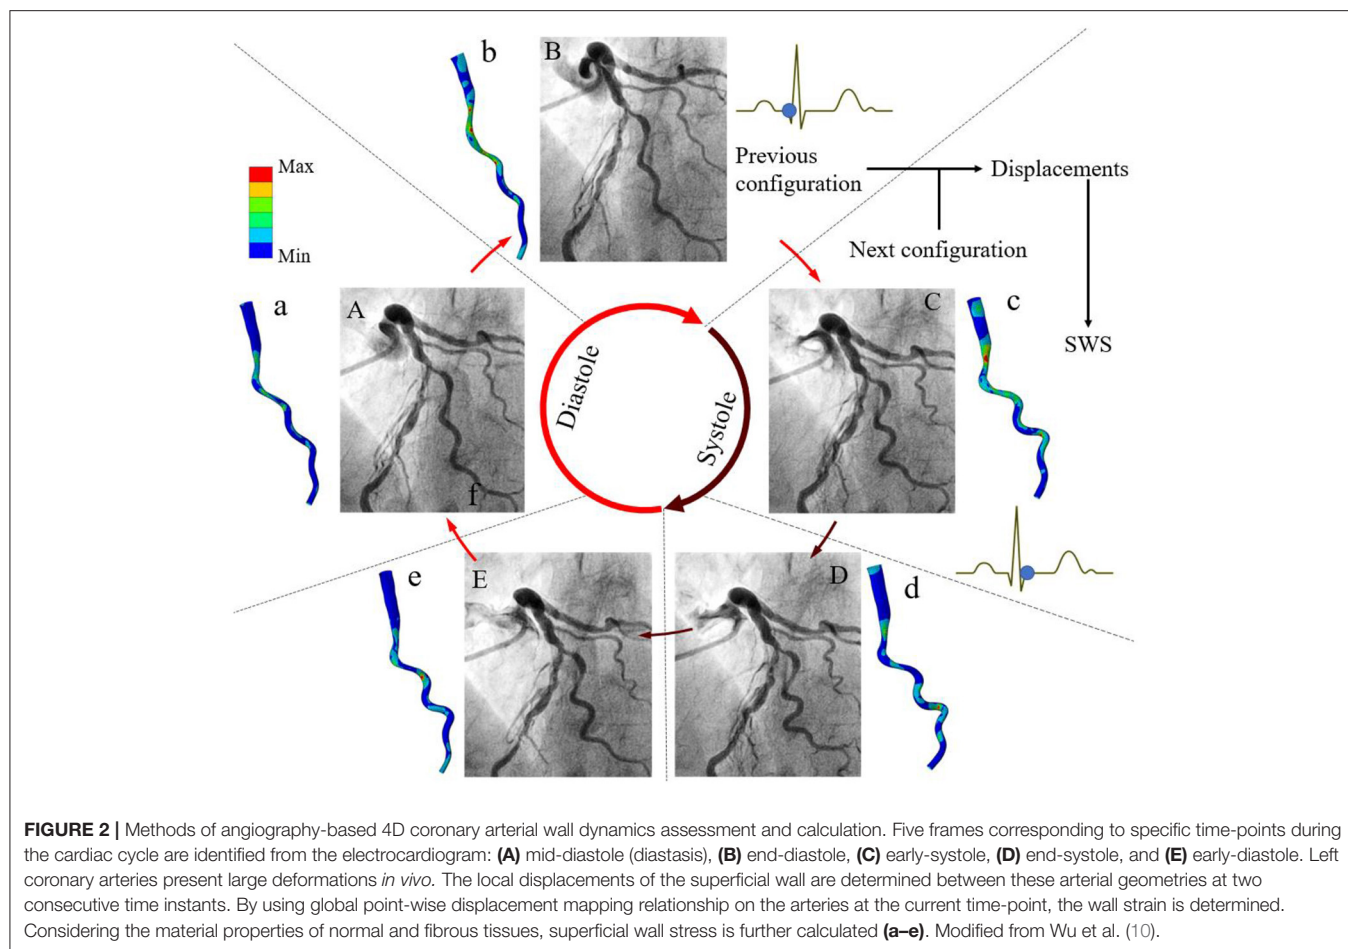 b
B
Max
Min
Previous
configuration
Displacements
Next configuration
SWS
a
A
f
C
c
Diastole
Systole
e
E
D
d
FIGURE 2 | Methods of angiography-based 4D coronary arterial wall dynamics assessment and calculation. Five frames corresponding to specific time-points during
the cardiac cycle are identified from the electrocardiogram: (A) mid-diastole (diastasis), (B) end-diastole, (C) early-systole, (D) end-systole, and (E) early-diastole. Left
coronary arteries present large deformations in vivo. The local displacements of the superficial wall are determined between these arterial geometries at two
consecutive time instants. By using global point-wise displacement mapping relationship on the arteries at the current time-point, the wall strain is determined.
Considering the material properties of normal and fibrous tissues, superficial wall stress is further calculated (a–e). Modified from Wu et al. (10).